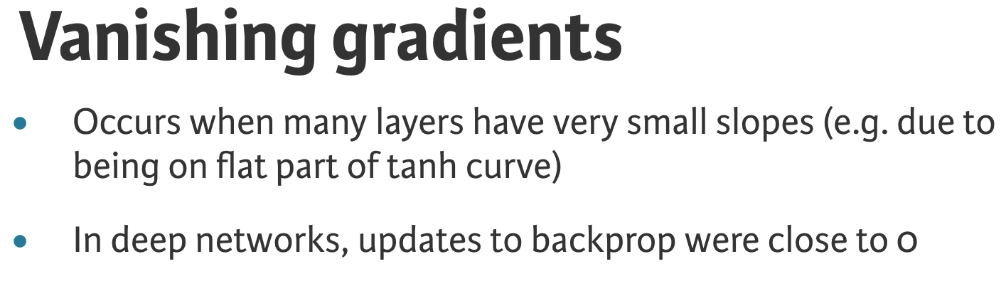 Vanishing gradients
• Occurs when many layers have very small slopes (e.g. due to
being on flat part of tanh curve)
• In deep networks, updates to backprop were close to 0